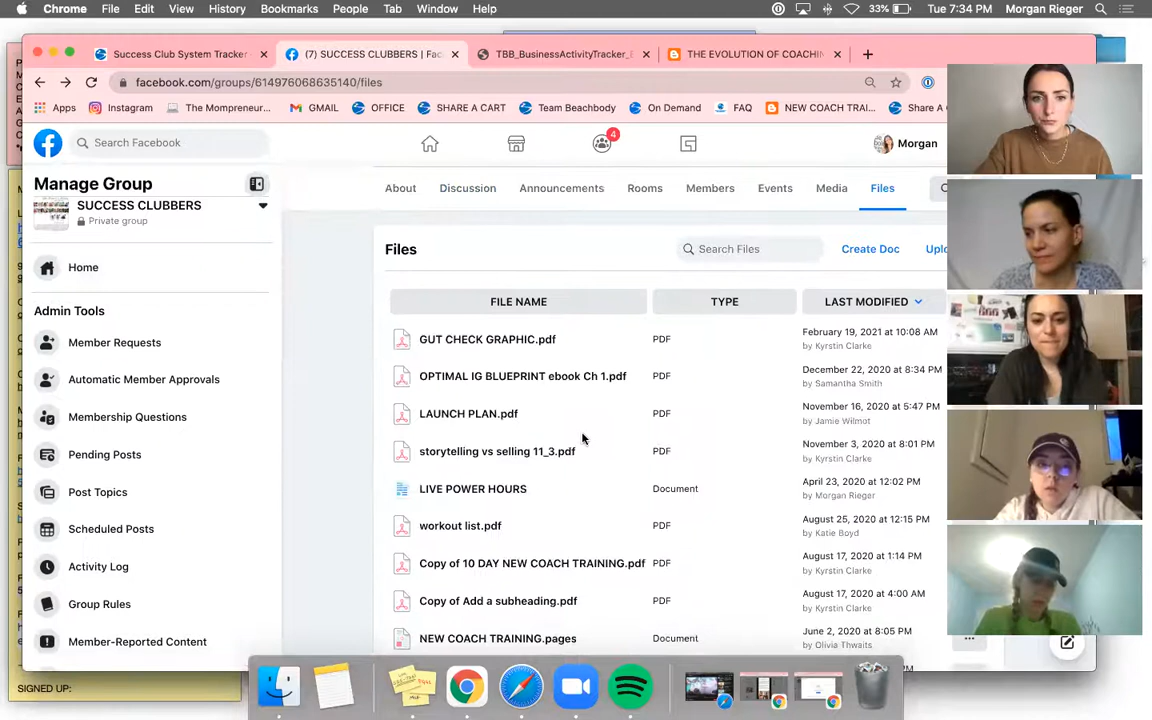 Chrome File Edit View History Bookmarks People Tab Window Help 33% Tue 7:34 PM Morgan Rieger
Success Club System Tracker
(7) SUCCESS CLUBBERS | Fac
TBB_BusinessActivityTracker_
THE EVOLUTION OF COACHIN
facebook.com/groups/614976068635140/files
Apps Instagram The Mompreneur... GMAIL OFFICE SHARE A CART Team Beachbody On Demand FAQ NEW COACH TRAI... Share A
Search Facebook
4
Morgan
Manage Group
SUCCESS CLUBBERS
Private group
Home
Admin Tools
Member Requests
Automatic Member Approvals
Membership Questions
Pending Posts
Post Topics
Scheduled Posts
Activity Log
Group Rules
Member-Reported Content
About Discussion Announcements Rooms Members Events Media Files
Files
Search Files
Create Doc
Uplo
FILE NAME TYPE LAST MODIFIED
GUT CHECK GRAPHIC.pdf PDF February 19, 2021 at 10:08 AM
by Kyrstin Clarke
OPTIMAL IG BLUEPRINT ebook Ch 1.pdf PDF December 22, 2020 at 8:34 PM
by Samantha Smith
LAUNCH PLAN.pdf PDF November 16, 2020 at 5:47 PM
by Jamie Wilmot
storytelling vs selling 11_3.pdf PDF November 3, 2020 at 8:01 PM
by Kyrstin Clarke
LIVE POWER HOURS Document April 23, 2020 at 12:02 PM
by Morgan Rieger
workout list.pdf PDF August 25, 2020 at 12:15 PM
by Katie Boyd
Copy of 10 DAY NEW COACH TRAINING.pdf PDF August 17, 2020 at 1:14 PM
by Kyrstin Clarke
Copy of Add a subheading.pdf PDF August 17, 2020 at 4:00 AM
by Kyrstin Clarke
NEW COACH TRAINING.pages Document June 2, 2020 at 8:05 PM
by Olivia Thwaits
SIGNED UP: